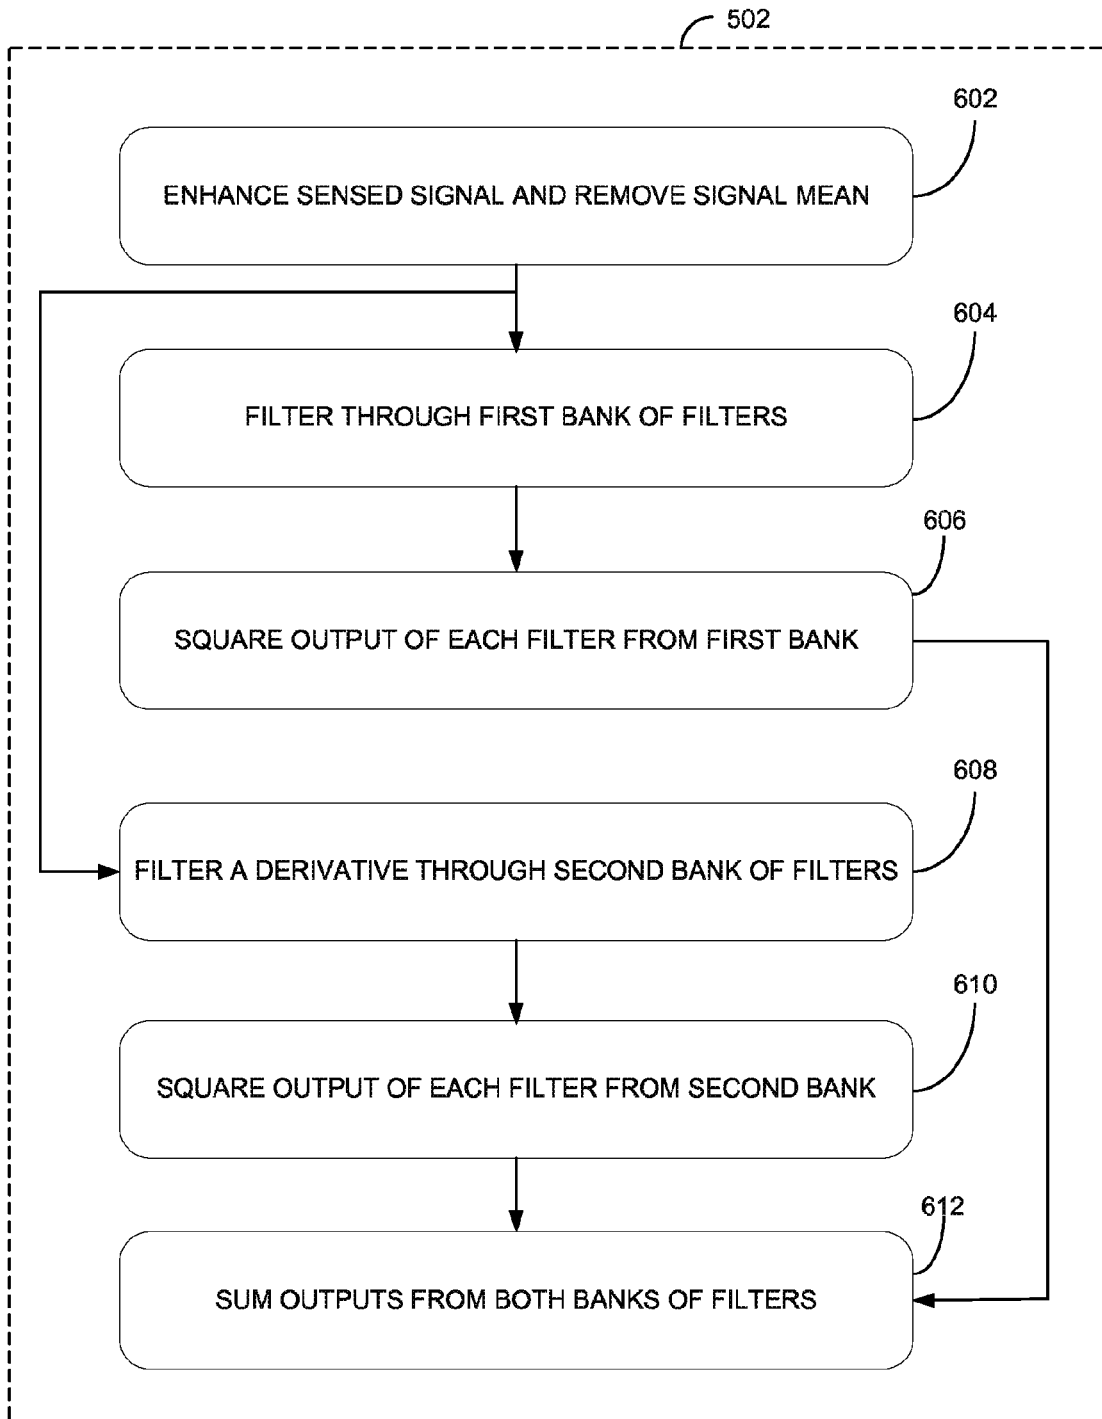 502
602
ENHANCE SENSED SIGNAL AND REMOVE SIGNAL MEAN
604
FILTER THROUGH FIRST BANK OF FILTERS
606
SQUARE OUTPUT OF EACH FILTER FROM FIRST BANK
608
FILTER A DERIVATIVE THROUGH SECOND BANK OF FILTERS
610
SQUARE OUTPUT OF EACH FILTER FROM SECOND BANK
612
SUM OUTPUTS FROM BOTH BANKS OF FILTERS